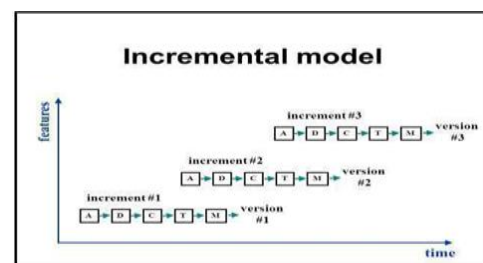 Incremental model
features
increment #3
A D C T M
version
#3
increment #2
A D C T M
version
#2
increment #1
A D C T M
version
#1
time